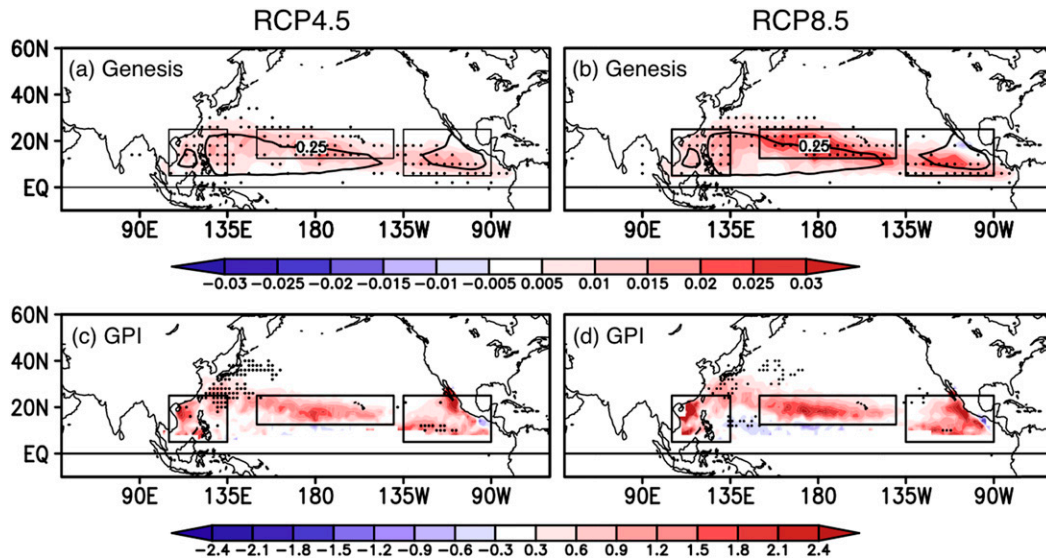 RCP4.5 RCP8.5
60N 60N
(a) Genesis (b) Genesis
40N 40N
20N 0.25 20N 0.25
EQ EQ
90E 135E 180 135W 90W 90E 135E 180 135W 90W
−0.03 −0.025 −0.02 −0.015 −0.01 −0.005 0.005 0.01 0.015 0.02 0.025 0.03
60N 60N
(c) GPI (d) GPI
40N 40N
20N 20N
EQ EQ
90E 135E 180 135W 90W 90E 135E 180 135W 90W
−2.4 −2.1 −1.8 −1.5 −1.2 −0.9 −0.6 −0.3 0.3 0.6 0.9 1.2 1.5 1.8 2.1 2.4